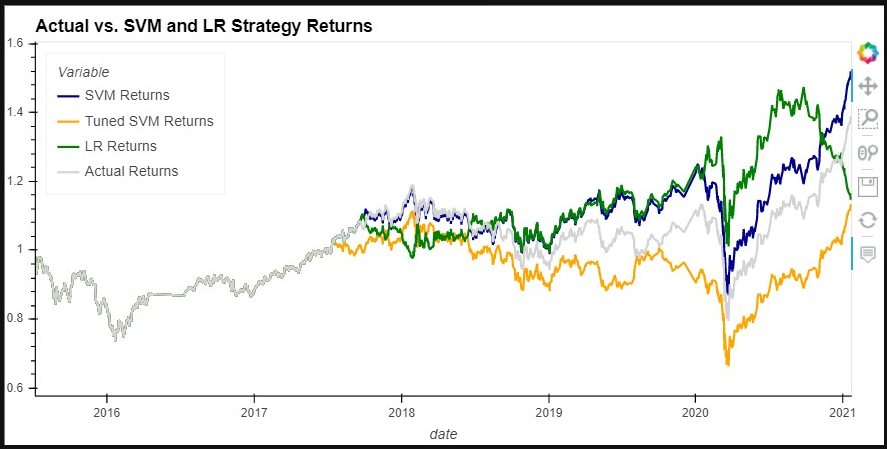 Actual vs. SVM and LR Strategy Returns
Variable
SVM Returns
Tuned SVM Returns
LR Returns
Actual Returns
1.6
1.4
1.2
1
0.8
0.6
2016 2017 2018 2019 2020 2021
date